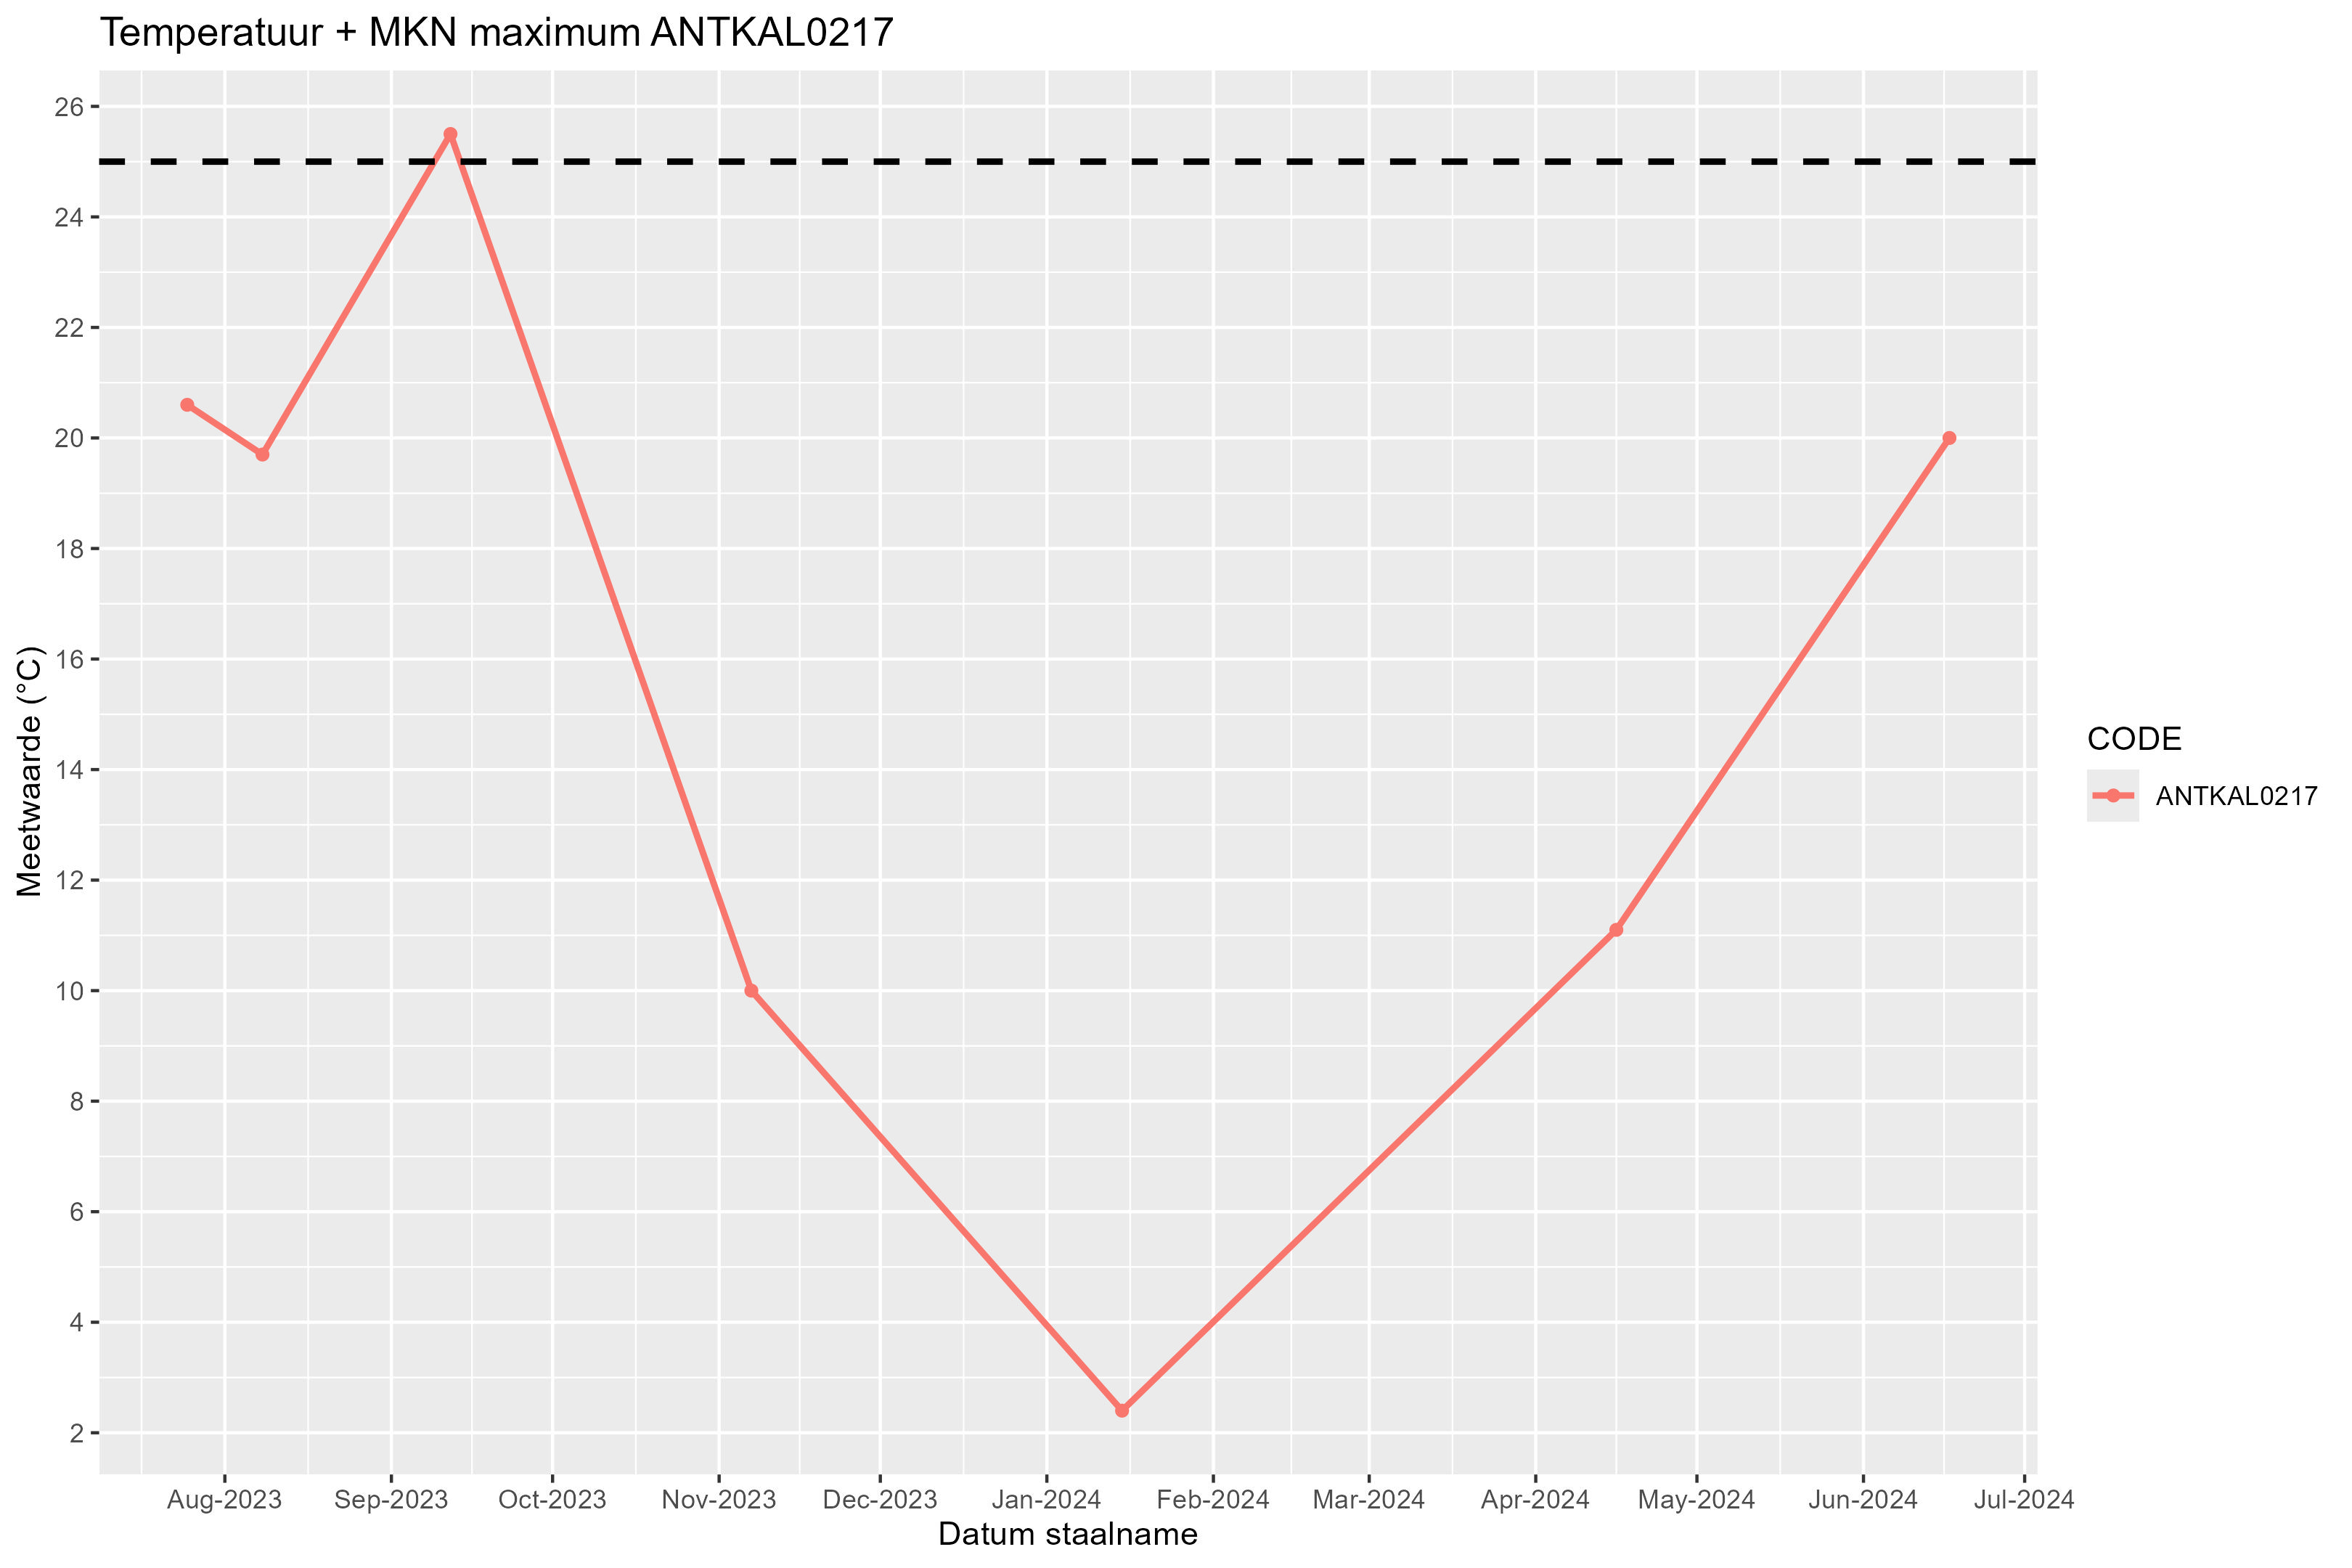 Temperatuur + MKN maximum ANTKAL0217
26
24
22
20
18
16
14
12
10
8
6
4
2
Meetwaarde (°C)
Aug-2023 Sep-2023 Oct-2023 Nov-2023 Dec-2023 Jan-2024 Feb-2024 Mar-2024 Apr-2024 May-2024 Jun-2024 Jul-2024
Datum staalname
CODE
ANTKAL0217